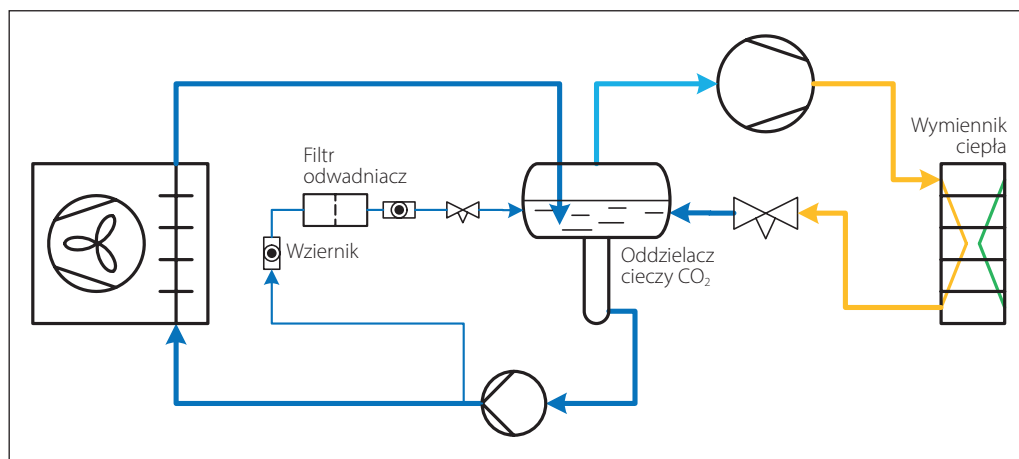 Wymiennik
ciepła
Filtr
odwadniacz
Wziernik
Oddzielacz
cieczy CO₂